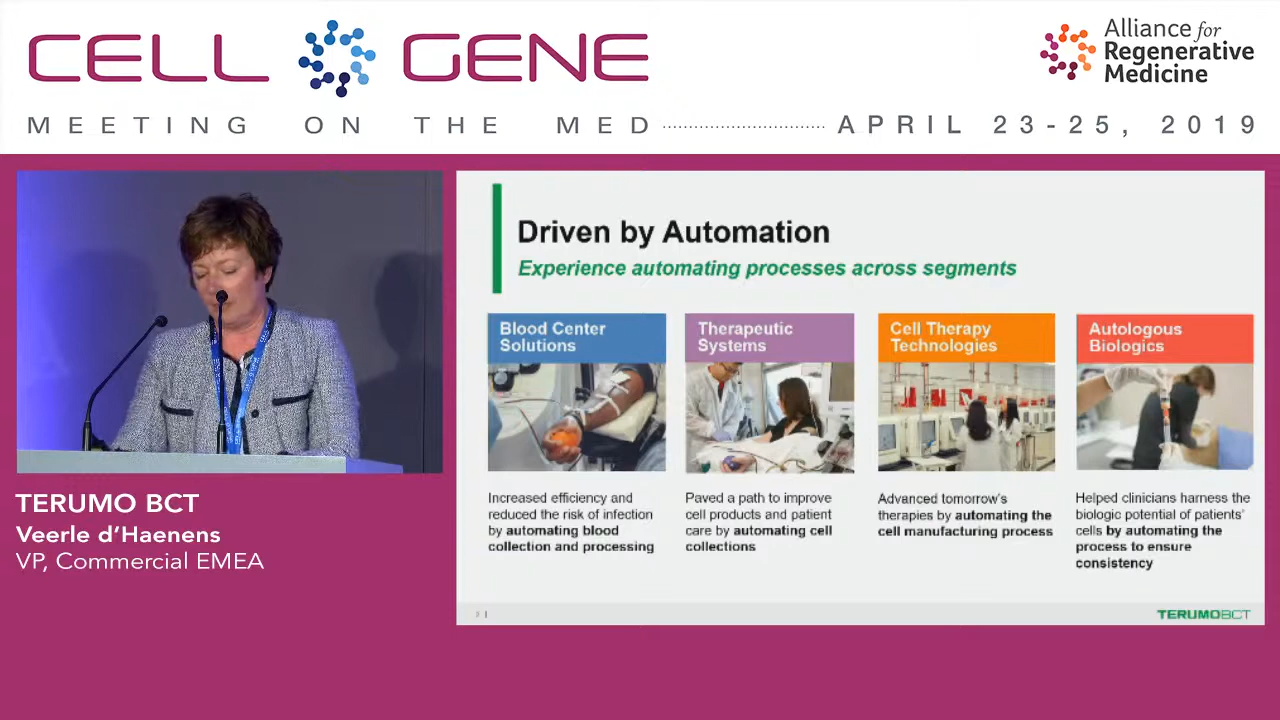 CELL GENE
Alliance for
Regenerative
Medicine
MEETING ON THE MED
APRIL 23-25, 2019
Driven by Automation
Experience automating processes across segments
Blood Center
Solutions
Therapeutic
Systems
Cell Therapy
Technologies
Autologous
Biologics
Increased efficiency and
reduced the risk of infection
by automating blood
collection and processing
Paved a path to improve
cell products and patient
care by automating cell
collections
Advanced tomorrow's
therapies by automating the
cell manufacturing process
Helped clinicians harness the
biologic potential of patients'
cells by automating the
process to ensure
consistency
TERUMOBCT
TERUMO BCT
Veerle d'Haenens
VP, Commercial EMEA